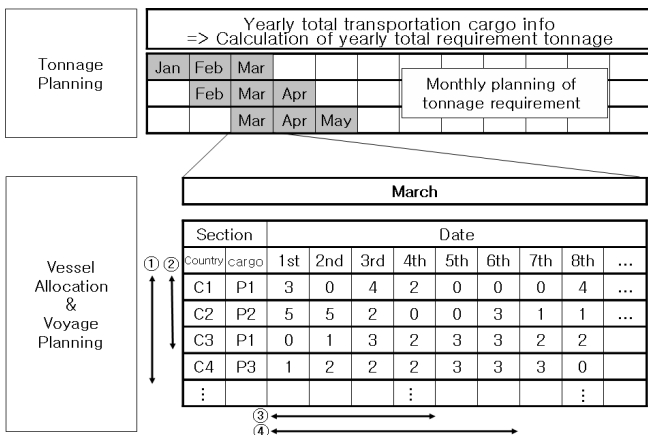 Yearly total transportation cargo info
=> Calculation of yearly total requirement tonnage
Tonnage
Planning
Jan Feb Mar
Feb Mar Apr
Mar Apr May
Monthly planning of
tonnage requirement
March
Vessel
Allocation
&
Voyage
Planning
① ②
Section Date
Country cargo 1st 2nd 3rd 4th 5th 6th 7th 8th ...
C1 P1 3 0 4 2 0 0 0 4 ...
C2 P2 5 5 2 0 0 3 1 1 ...
C3 P1 0 1 3 2 3 3 2 2
C4 P3 1 2 2 2 3 3 3 0
⋮ ⋮ ⋮
③
④